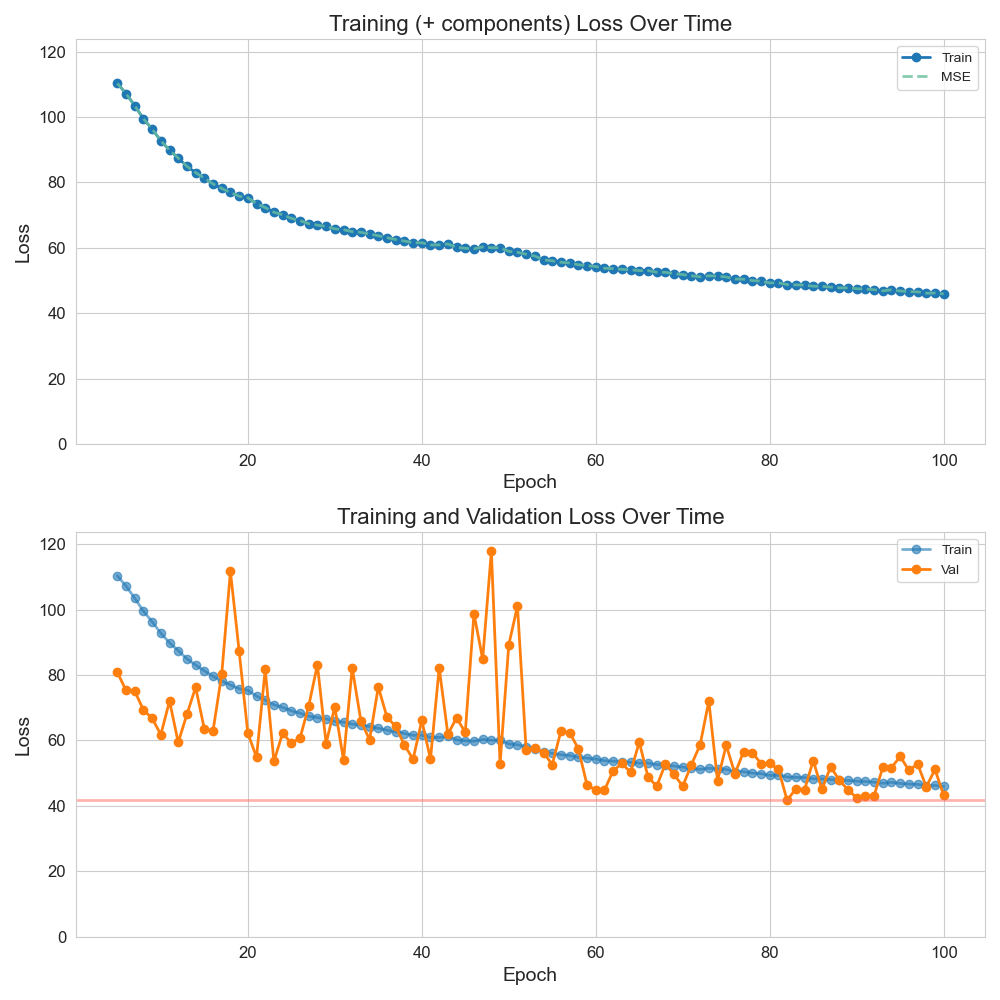 Training (+ components) Loss Over Time
120
100
80
60
40
20
0
Loss
Train
MSE
20 40 60 80 100
Epoch
Training and Validation Loss Over Time
120
100
80
60
40
20
0
Loss
Train
Val
20 40 60 80 100
Epoch